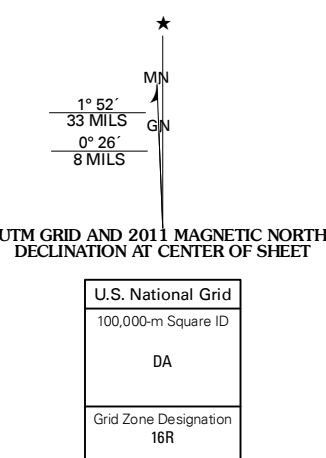 ★
MN
1° 52´
33 MILS
GN
0° 26´
8 MILS
UTM GRID AND 2011 MAGNETIC NORTH
DECLINATION AT CENTER OF SHEET
U.S. National Grid
100,000-m Square ID
DA
Grid Zone Designation
16R